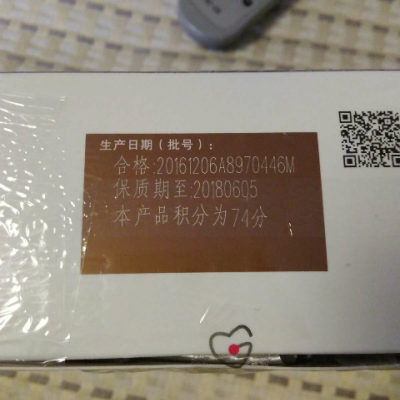 生产日期（批号）：
合格:20161206A8970446M
保质期至:20180605
本产品积分为74分